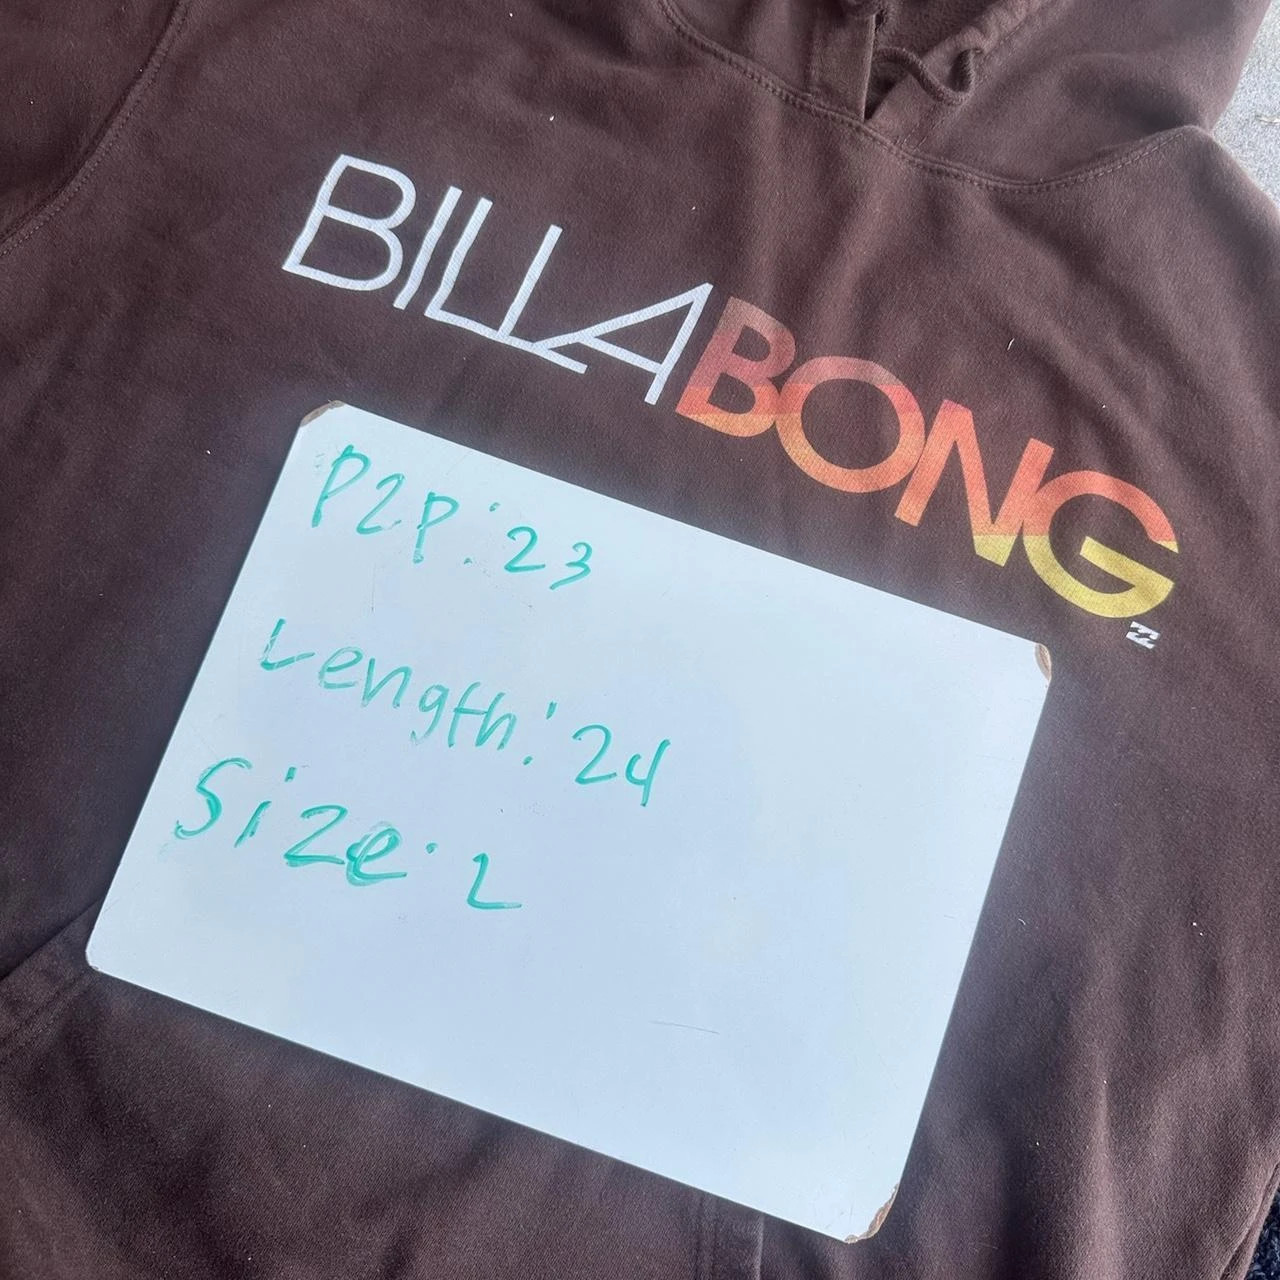 BILLABONG
P2P: 23
Length: 24
Size: L